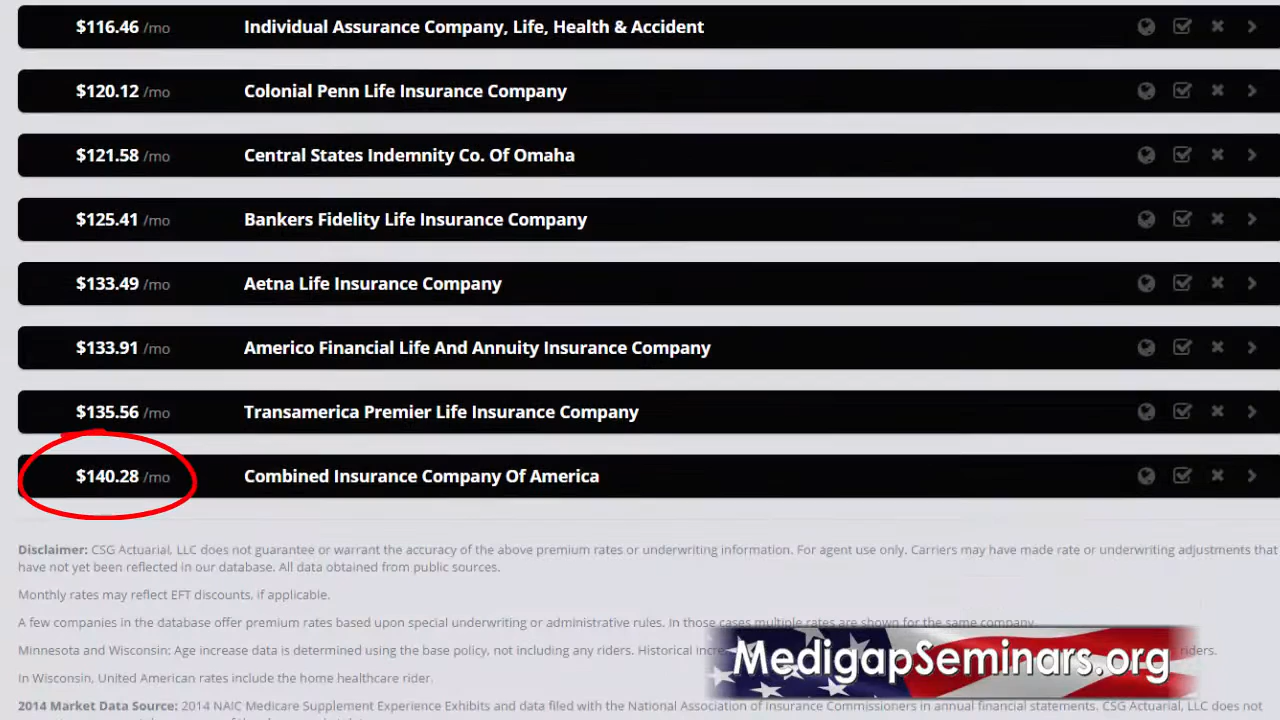 $116.46 /mo Individual Assurance Company, Life, Health & Accident
$120.12 /mo Colonial Penn Life Insurance Company
$121.58 /mo Central States Indemnity Co. Of Omaha
$125.41 /mo Bankers Fidelity Life Insurance Company
$133.49 /mo Aetna Life Insurance Company
$133.91 /mo Americo Financial Life And Annuity Insurance Company
$135.56 /mo Transamerica Premier Life Insurance Company
$140.28 /mo Combined Insurance Company Of America
Disclaimer: CSG Actuarial, LLC does not guarantee or warrant the accuracy of the above premium rates or underwriting information. For agent use only. Carriers may have made rate or underwriting adjustments that
have not yet been reflected in our database. All data obtained from public sources.
Monthly rates may reflect EFT discounts, if applicable.
A few companies in the database offer premium rates based upon special underwriting or administrative rules. In those cases multiple rates are shown for the same company.
Minnesota and Wisconsin: Age increase data is determined using the base policy, not including any riders. Historical riders.
MedigapSeminars.org
In Wisconsin, United American rates include the home healthcare rider.
2014 Market Data Source: 2014 NAIC Medicare Supplement Experience Exhibits and data filed with the National Association of Insurance Commissioners in annual financial statements. CSG Actuarial, LLC does not